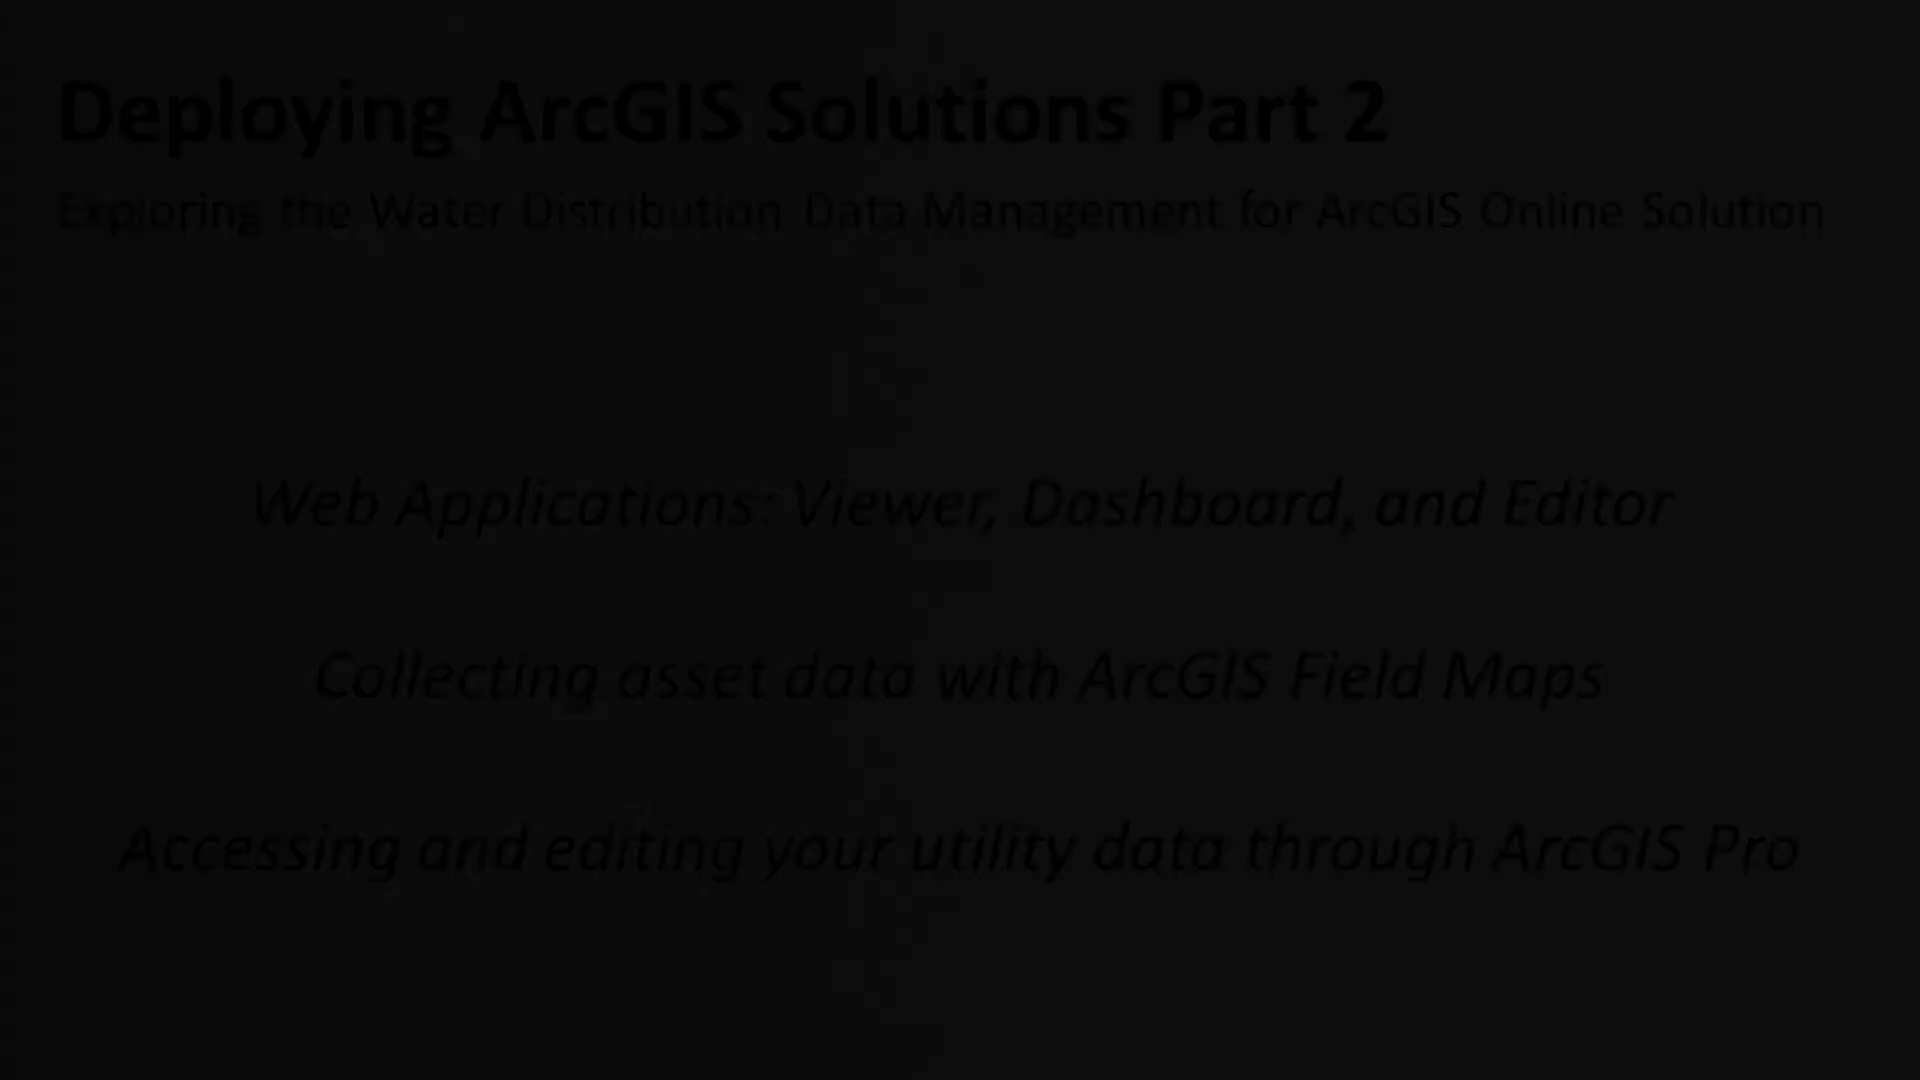 Deploying ArcGIS Solutions Part 2
Exploring the Water Distribution Data Management for ArcGIS Online Solution
Web Applications: Viewer, Dashboard, and Editor
Collecting asset data with ArcGIS Field Maps
Accessing and editing your utility data through ArcGIS Pro